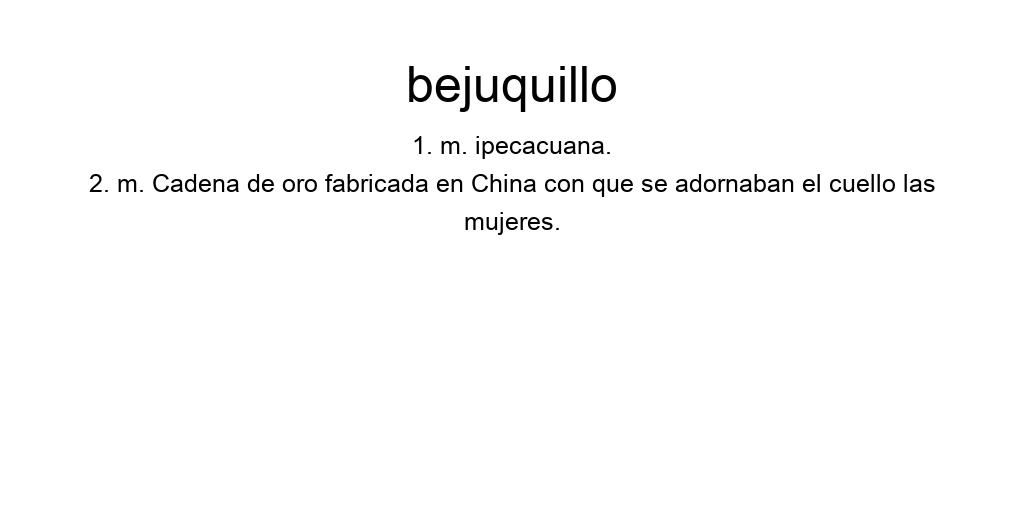 bejuquillo
1. m. ipecacuana.
2. m. Cadena de oro fabricada en China con que se adornaban el cuello las
mujeres.